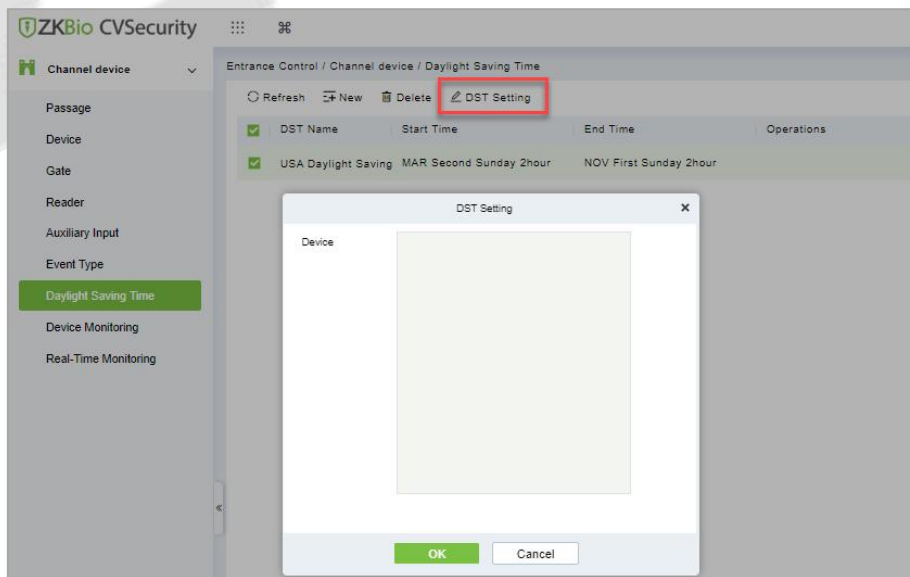 ZKBio CVSecurity
Channel device
Entrance Control / Channel device / Daylight Saving Time
Refresh New Delete DST Setting
DST Name Start Time End Time Operations
USA Daylight Saving MAR Second Sunday 2hour NOV First Sunday 2hour
Passage
Device
Gate
Reader
Auxiliary Input
Event Type
Daylight Saving Time
Device Monitoring
Real-Time Monitoring
DST Setting
Device
OK Cancel